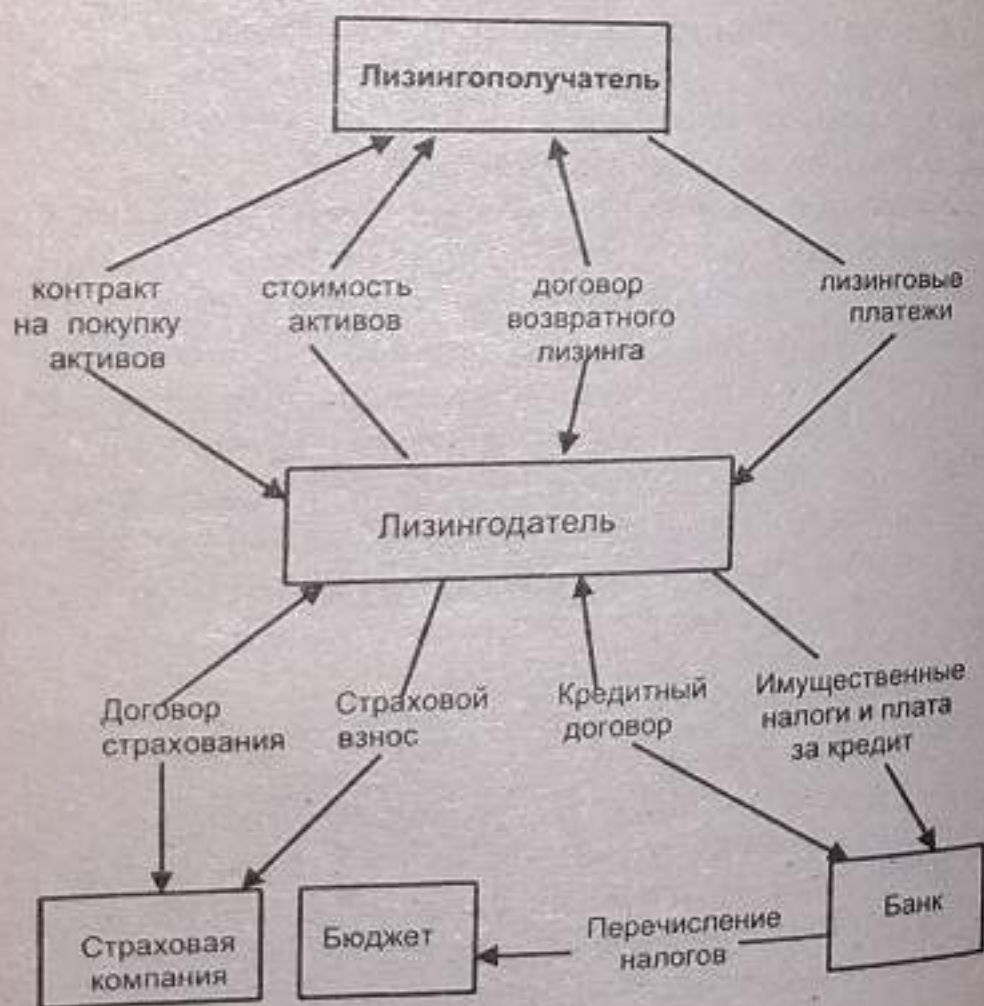 Лизингополучатель
контракт
на покупку
активов
стоимость
активов
договор
возвратного
лизинга
лизинговые
платежи
Лизингодатель
Договор
страхования
Страховой
взнос
Кредитный
договор
Имущественные
налоги и плата
за кредит
Страховая
компания
Бюджет
Перечисление
налогов
Банк